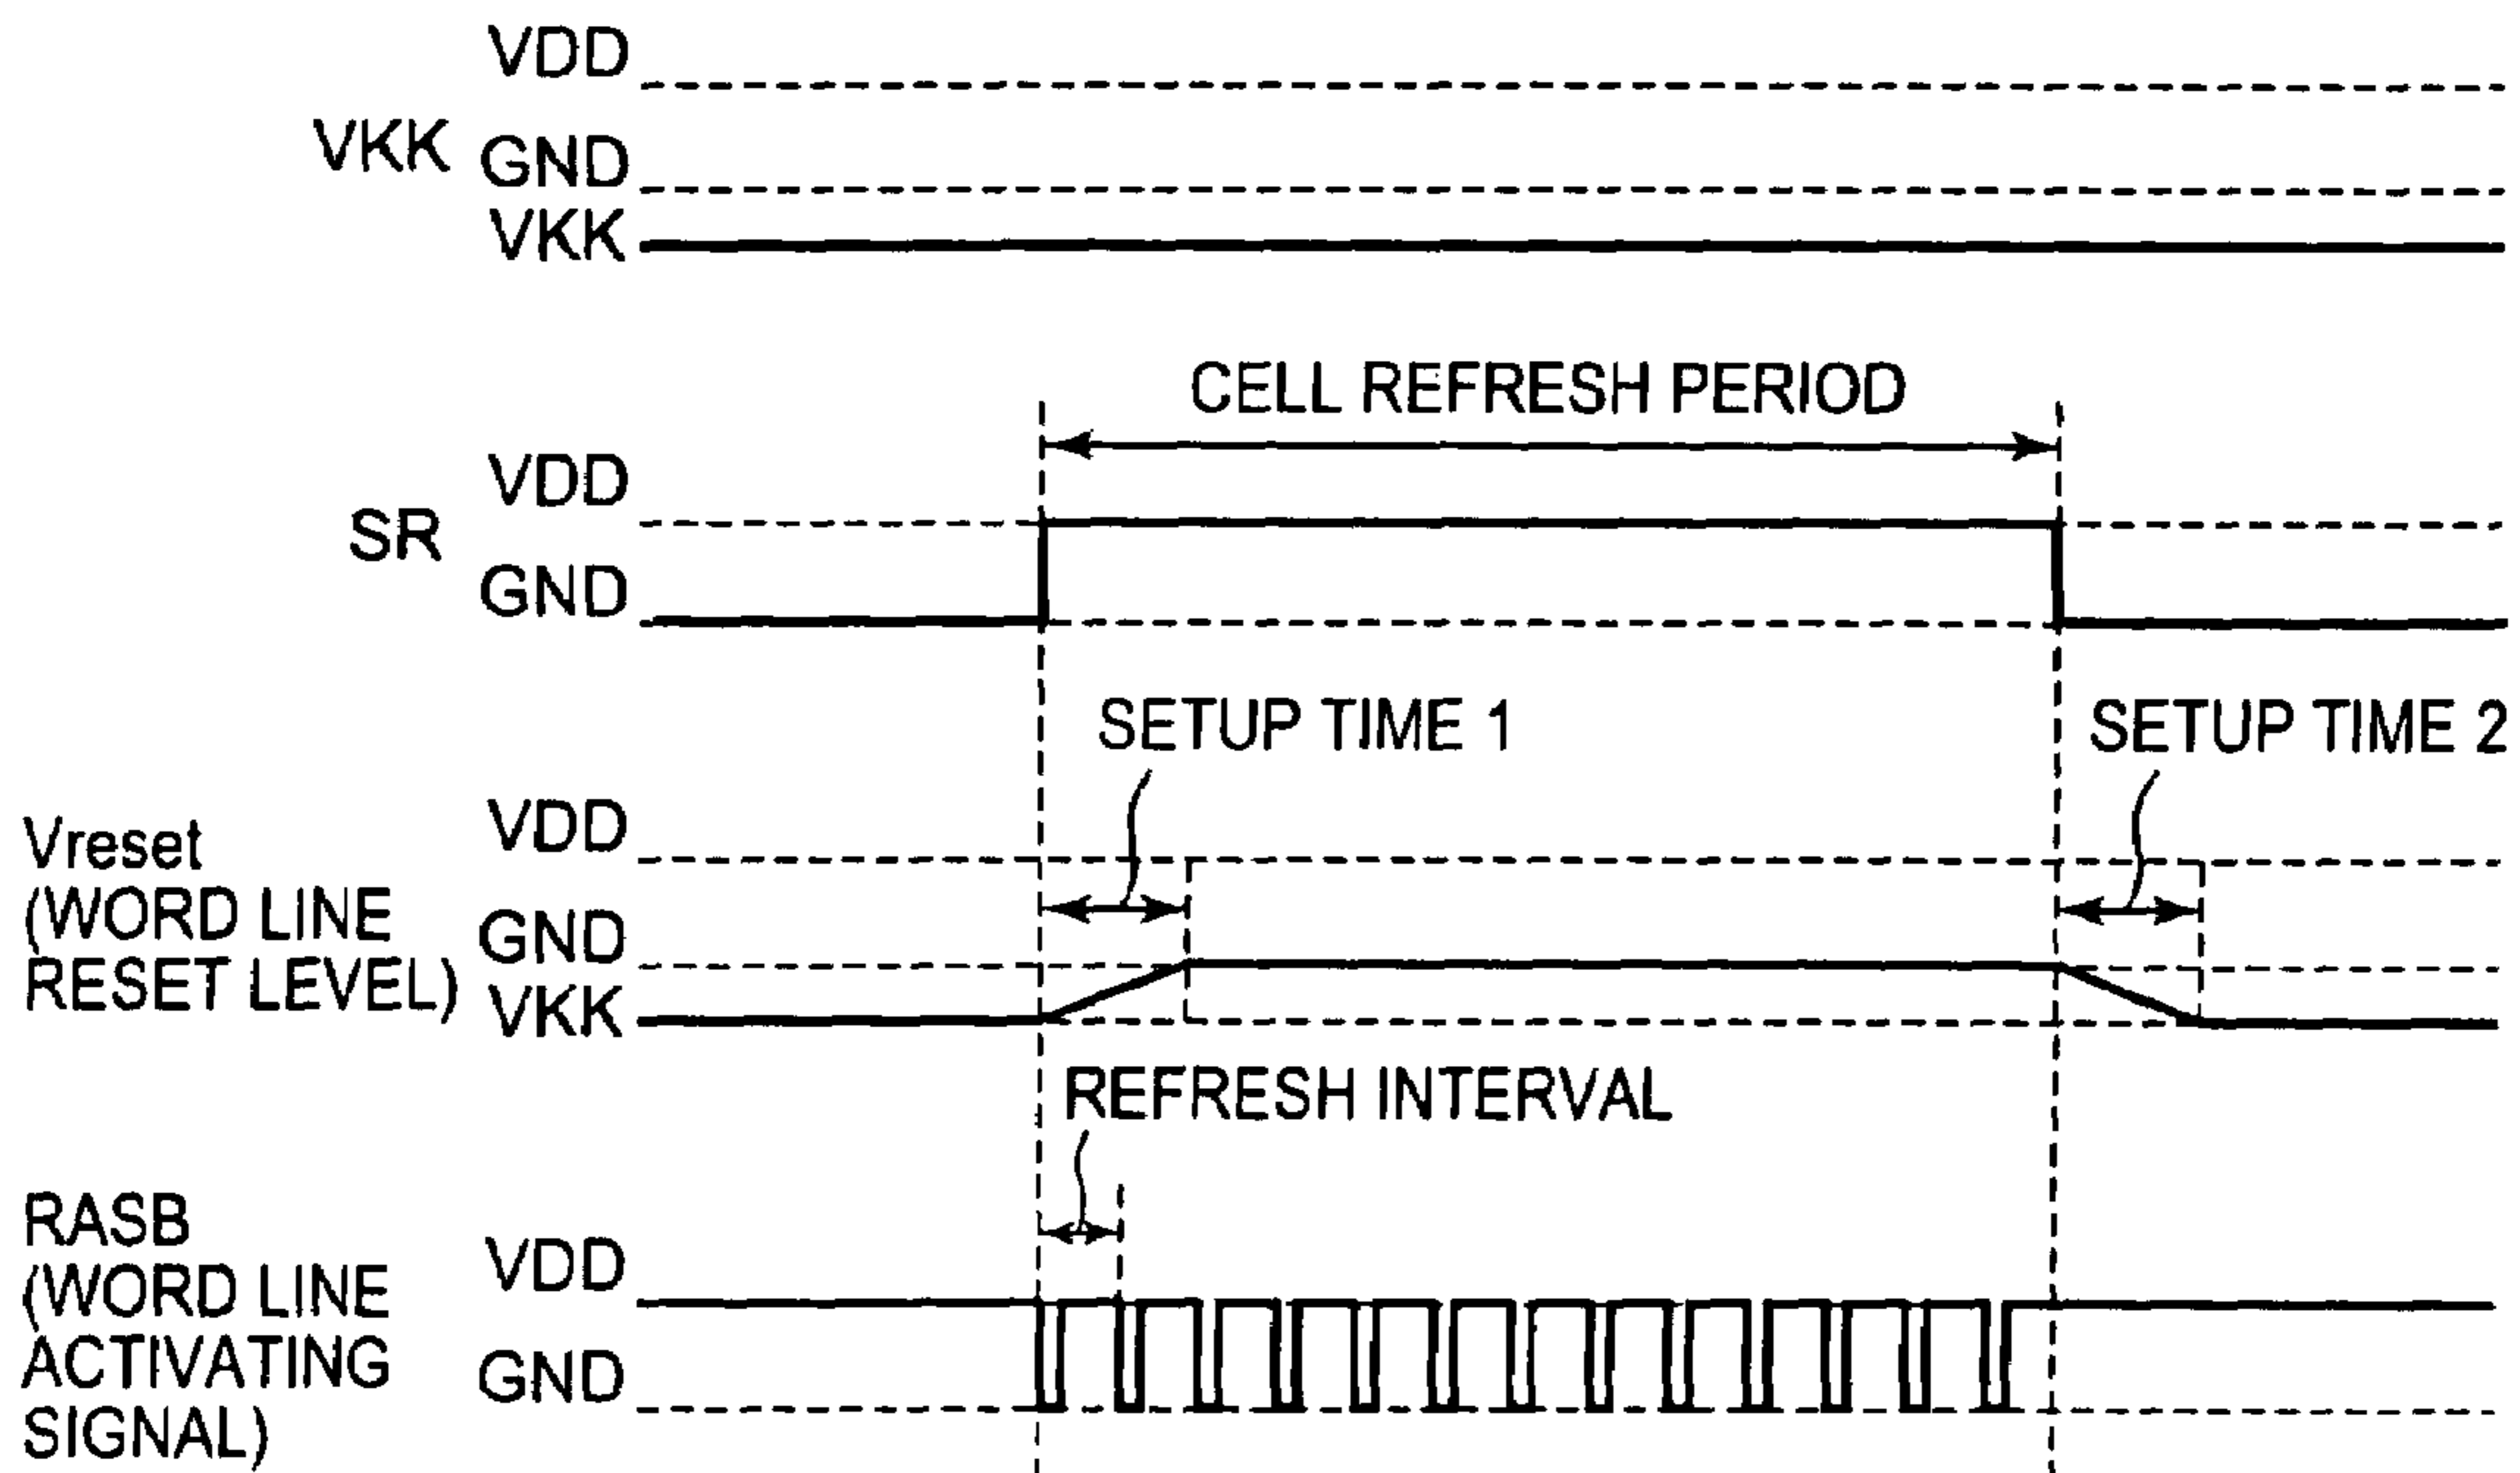 VDD
VKK GND
VKK
CELL REFRESH PERIOD
VDD
SR
GND
SETUP TIME 1
SETUP TIME 2
Vreset
(WORD LINE
RESET LEVEL)
VDD
GND
VKK
REFRESH INTERVAL
RASB
(WORD LINE
ACTIVATING
SIGNAL)
VDD
GND